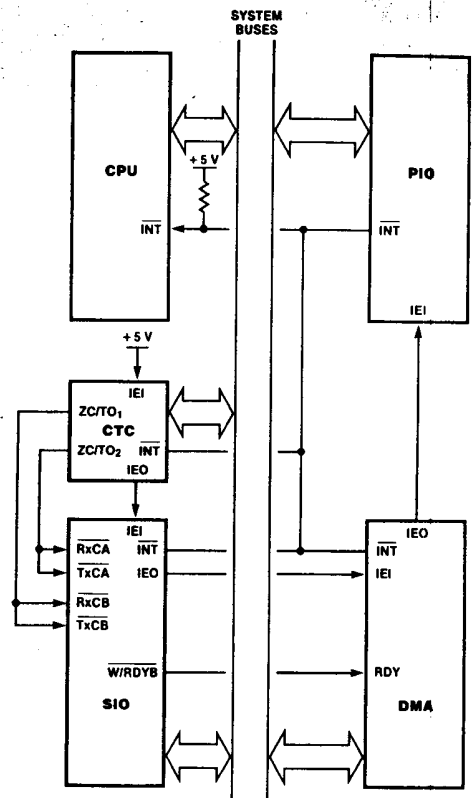 SYSTEM
BUSES
CPU
+ 5 V
INT
PIO
INT
IEI
+ 5 V
IEI
ZC/TO1
CTC
ZC/TO2
INT
IEO
IEI
RxCA
INT
TxCA
IEO
RxCB
TxCB
W/RDYB
SIO
IEO
INT
IEI
RDY
DMA